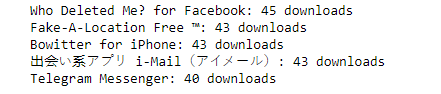 Who Deleted Me? for Facebook: 45 downloads
Fake-A-Location Free ™: 43 downloads
Bowitter for iPhone: 43 downloads
出会い系アプリ i-Mail（アイメール）: 43 downloads
Telegram Messenger: 40 downloads